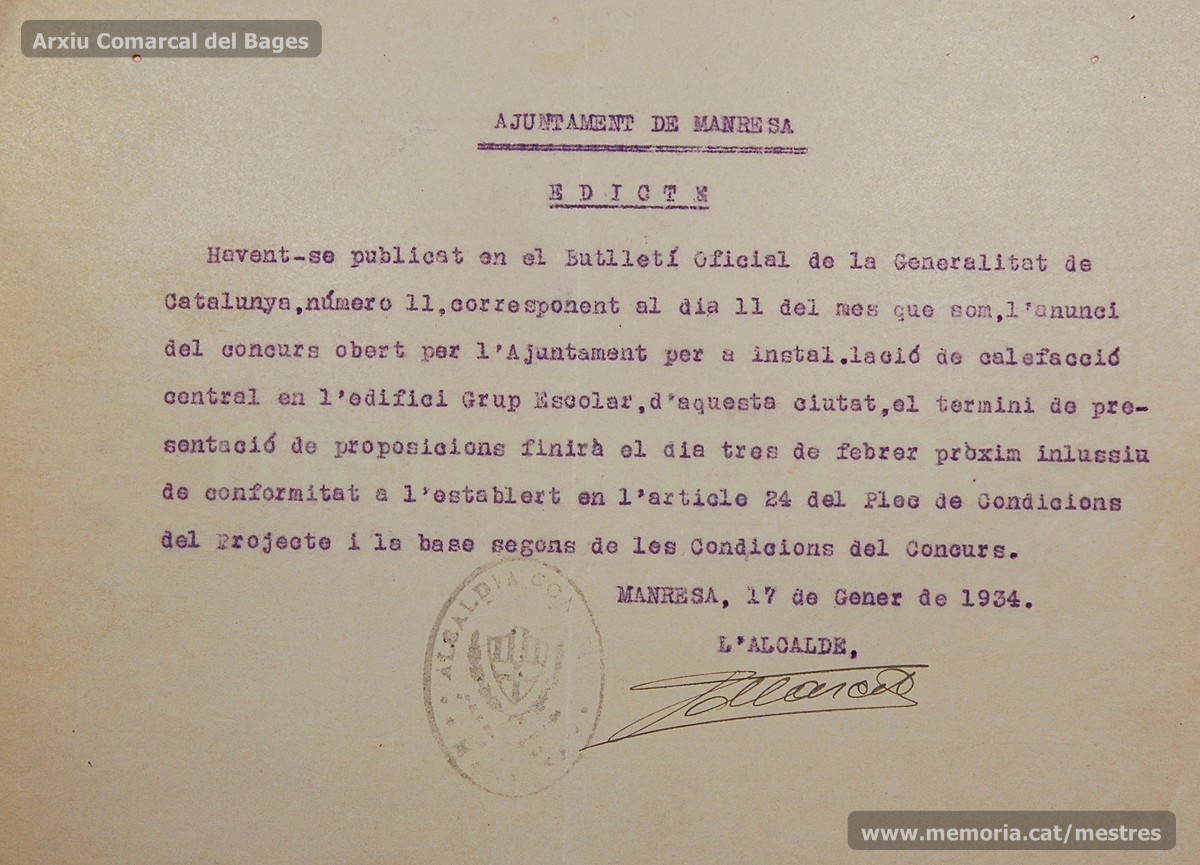 Arxiu Comarcal del Bages
AJUNTAMENT DE MANRESA
E D I C T E
Havent-se publicat en el Butlletí Oficial de la Generalitat de
Catalunya,número 11,corresponent al dia 11 del mes que som,l'anunci
del concurs obert per l'Ajuntament per a instal.lació de calefacció
central en l'edifici Grup Escolar,d'aquesta ciutat,el termini de pre-
sentació de proposicions finirà el dia tres de febrer pròxim inlussiu
de conformitat a l'establert en l'article 24 del Plec de Condicions
del Projecte i la base segons de les Condicions del Concurs.
MANRESA, 17 de Gener de 1934.
L'ALCALDE,
ALCALDIA
www.memoria.cat/mestres